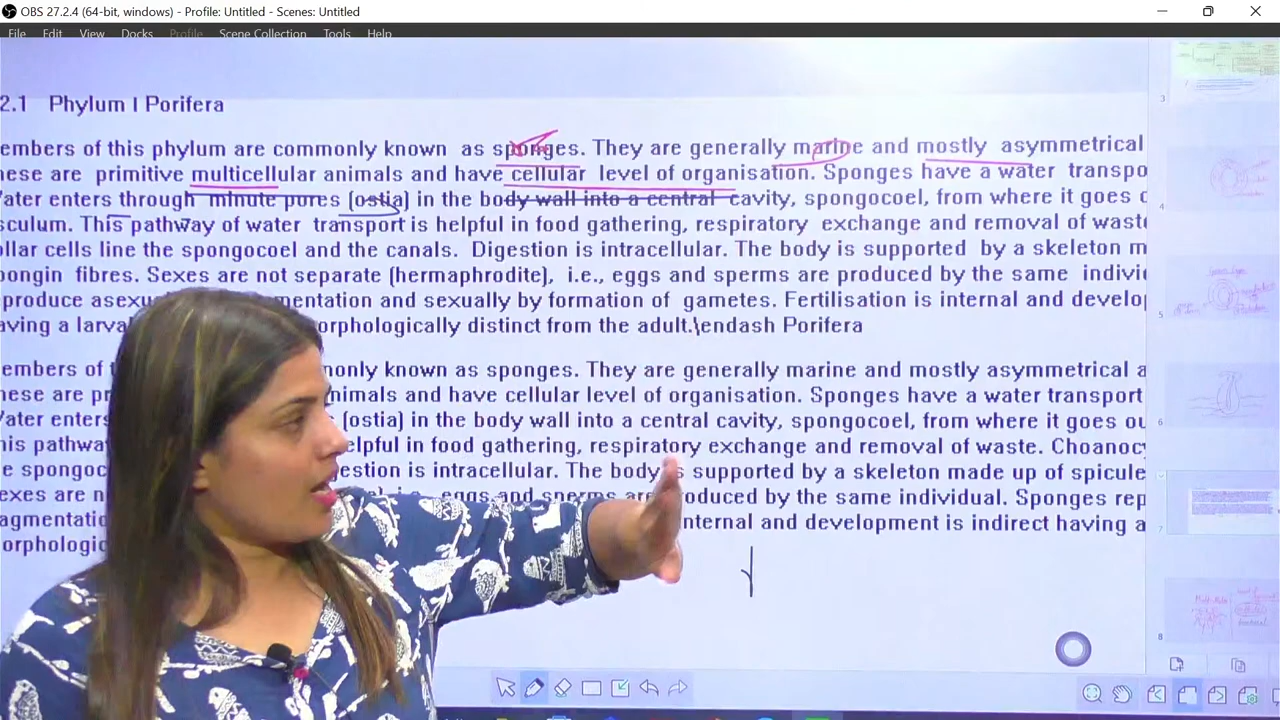 OBS 27.2.4 (64-bit, windows) - Profile: Untitled - Scenes: Untitled
File Edit View Docks Profile Scene Collection Tools Help
2.1 Phylum I Porifera
embers of this phylum are commonly known as sponges. They are generally marine and mostly asymmetrical
hese are primitive multicellular animals and have cellular level of organisation. Sponges have a water transpo
ater enters through minute pores (ostia) in the body wall into a central cavity, spongocoel, from where it goes
sculum. This pathway of water transport is helpful in food gathering, respiratory exchange and removal of wast
ollar cells line the spongocoel and the canals. Digestion is intracellular. The body is supported by a skeleton m
pongin fibres. Sexes are not separate (hermaphrodite), i.e., eggs and sperms are produced by the same indivi
produce asexu mentation and sexually by formation of gametes. Fertilisation is internal and develop
aving a larva orphologically distinct from the adult.\endash Porifera
embers of monly known as sponges. They are generally marine and mostly asymmetrical a
hese are pr nimals and have cellular level of organisation. Sponges have a water transport
ater enters (ostia) in the body wall into a central cavity, spongocoel, from where it goes ou
his pathwa elpful in food gathering, respiratory exchange and removal of waste. Choanocy
e spongoc estion is intracellular. The body is supported by a skeleton made up of spicule
exes are n i.e., eggs and sperms are produced by the same individual. Sponges rep
agmentatio nternal and development is indirect having a
orphologic
3
4
5
6
7
8